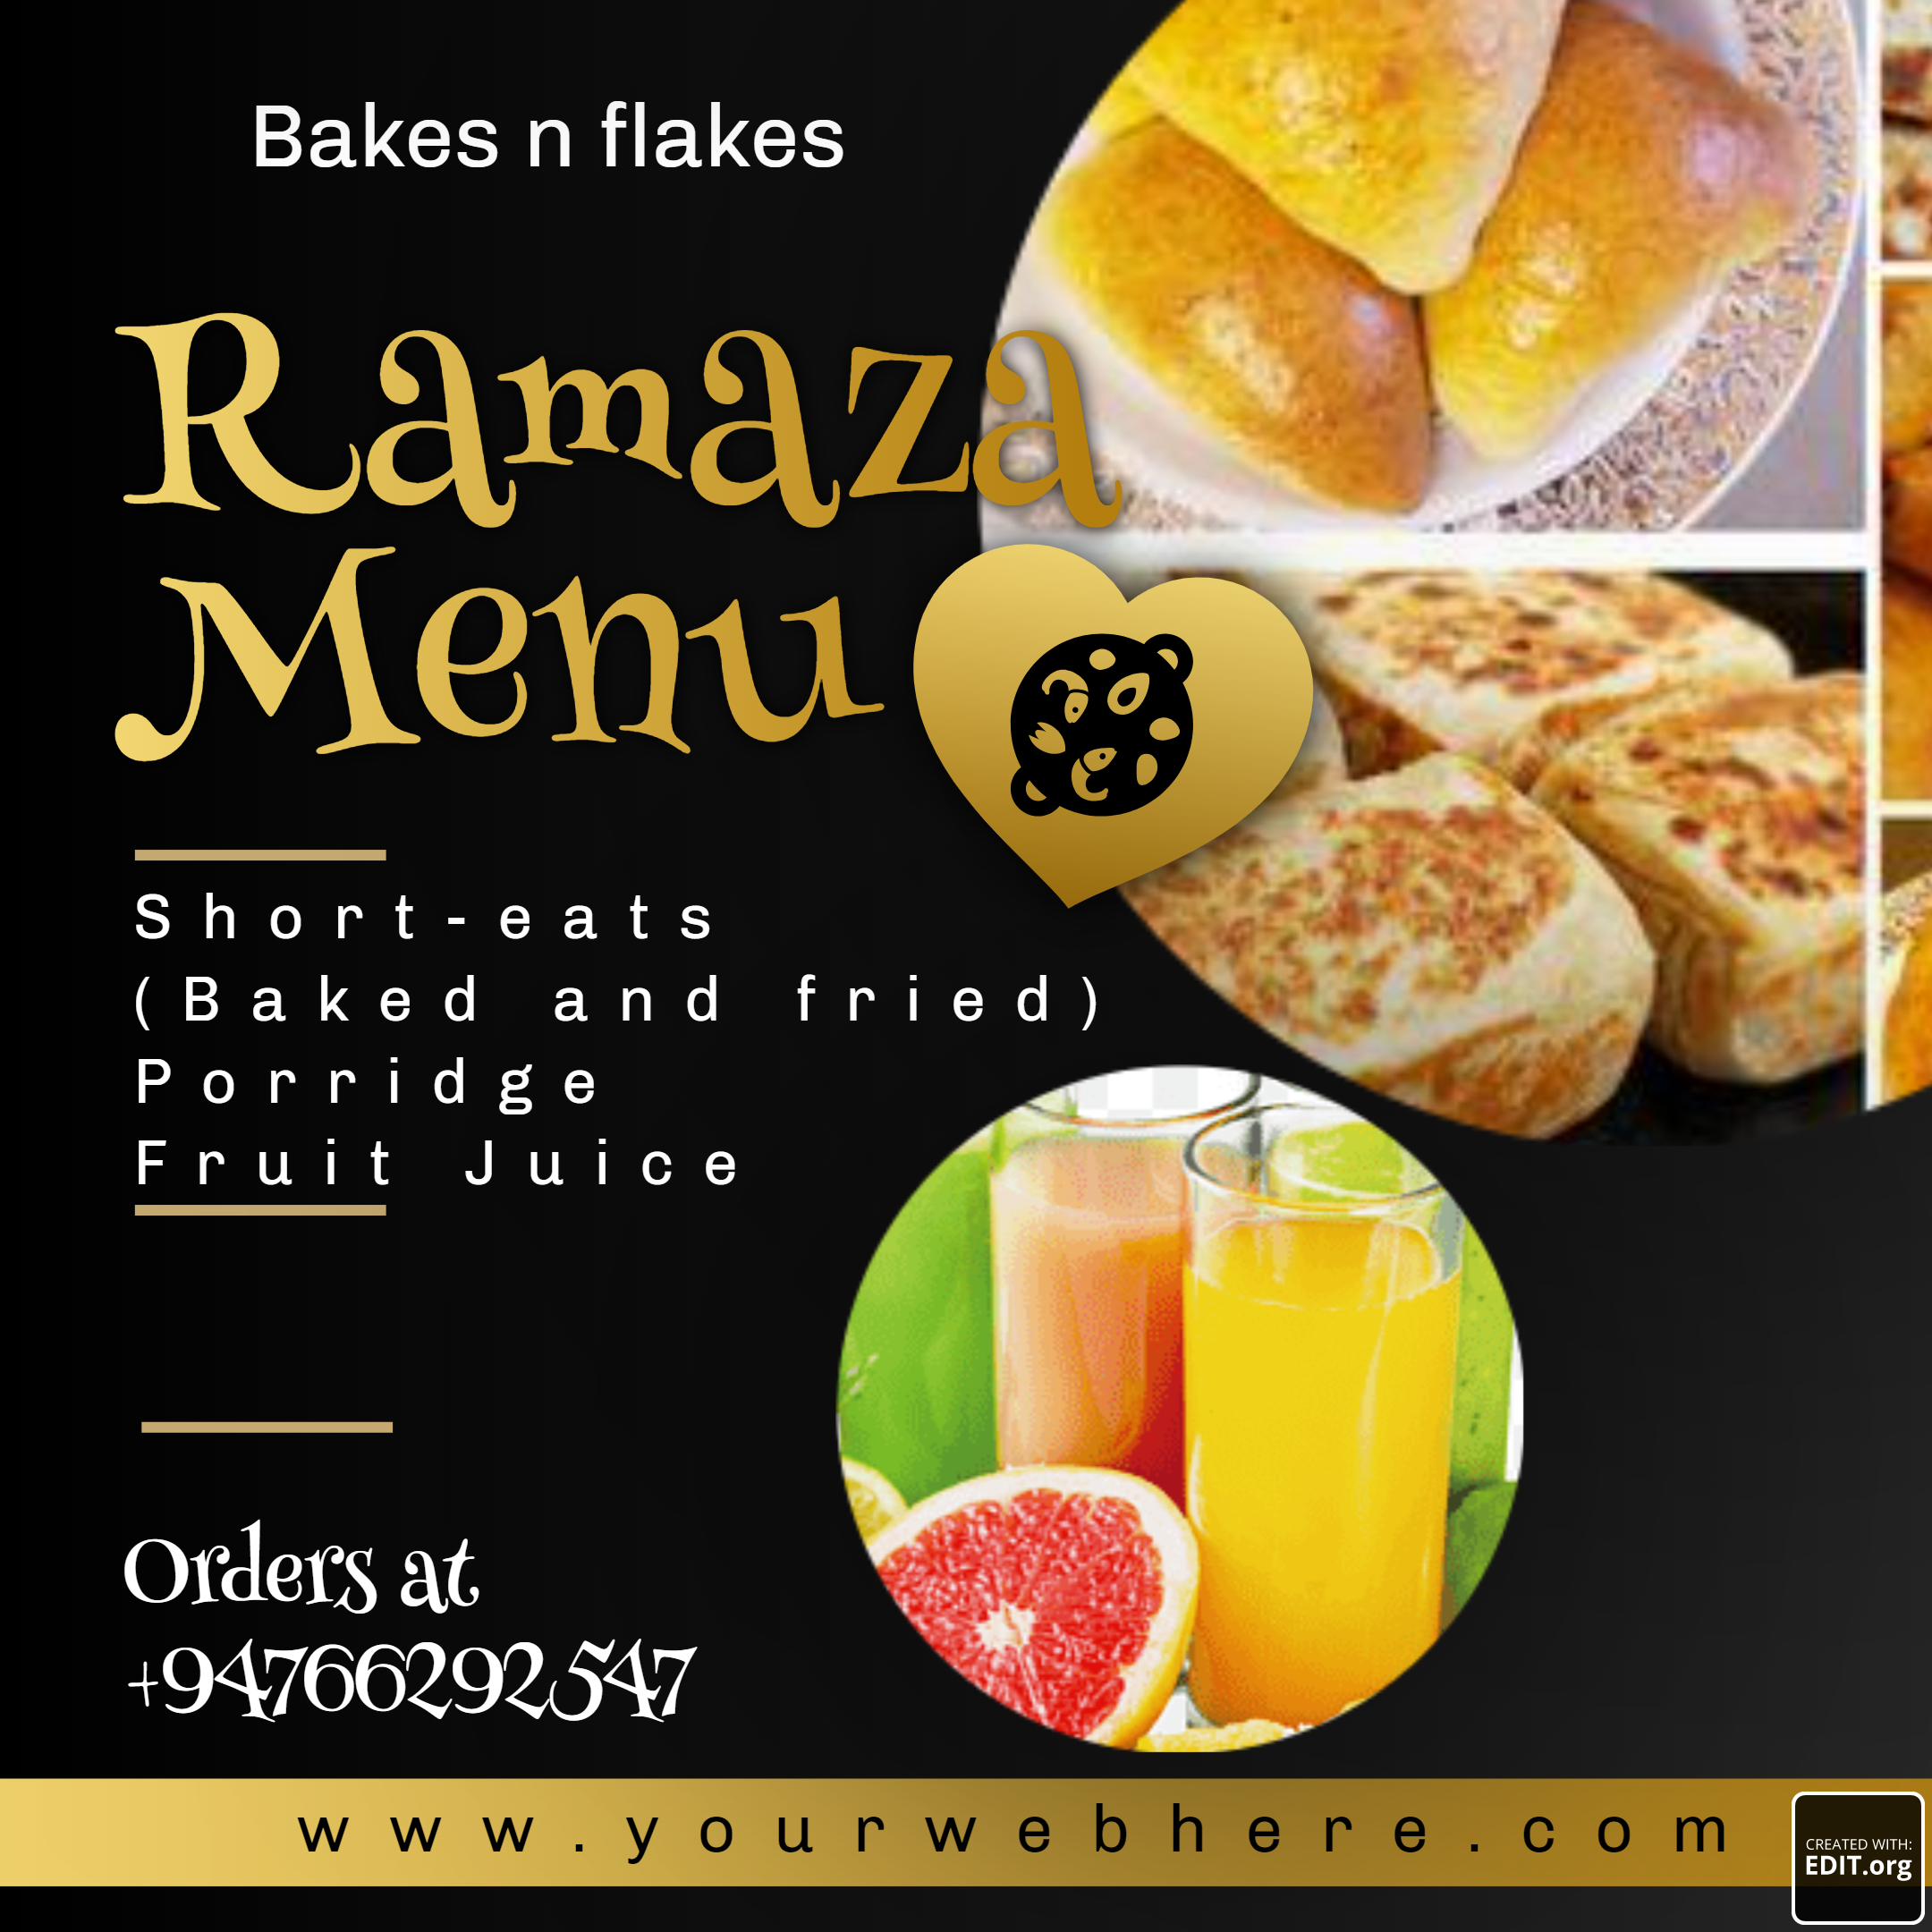 Bakes n flakes
Ramaza
Menu
Short-eats
(Baked and fried)
Porridge
Fruit Juice
Orders at
+94766292547
www.yourwebhere.com
CREATED WITH:
EDIT.org